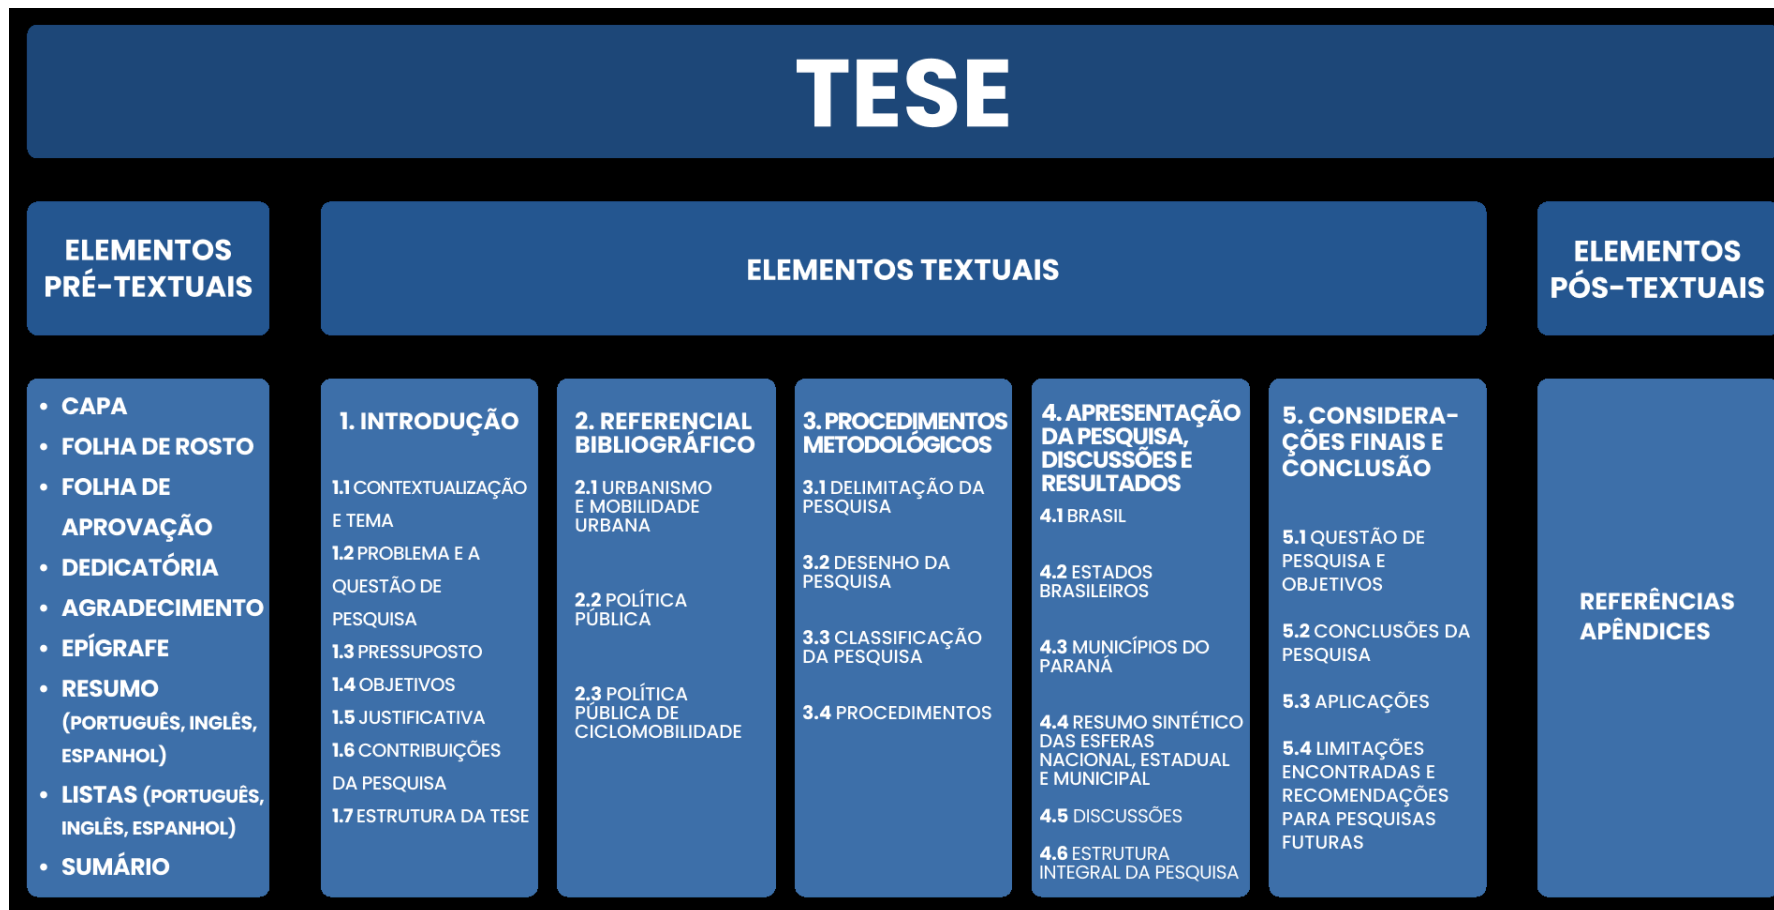 TESE
ELEMENTOS
PRÉ-TEXTUAIS
ELEMENTOS TEXTUAIS
ELEMENTOS
PÓS-TEXTUAIS
• CAPA
• FOLHA DE ROSTO
• FOLHA DE
APROVAÇÃO
• DEDICATÓRIA
• AGRADECIMENTO
• EPÍGRAFE
• RESUMO
(PORTUGUÊS, INGLÊS,
ESPANHOL)
• LISTAS (PORTUGUÊS,
INGLÊS, ESPANHOL)
• SUMÁRIO
1. INTRODUÇÃO
1.1 CONTEXTUALIZAÇÃO
E TEMA
1.2 PROBLEMA E A
QUESTÃO DE
PESQUISA
1.3 PRESSUPOSTO
1.4 OBJETIVOS
1.5 JUSTIFICATIVA
1.6 CONTRIBUIÇÕES
DA PESQUISA
1.7 ESTRUTURA DA TESE
2. REFERENCIAL
BIBLIOGRÁFICO
2.1 URBANISMO
E MOBILIDADE
URBANA
2.2 POLÍTICA
PÚBLICA
2.3 POLÍTICA
PÚBLICA DE
CICLOMOBILIDADE
3. PROCEDIMENTOS
METODOLÓGICOS
3.1 DELIMITAÇÃO DA
PESQUISA
3.2 DESENHO DA
PESQUISA
3.3 CLASSIFICAÇÃO
DA PESQUISA
3.4 PROCEDIMENTOS
4. APRESENTAÇÃO
DA PESQUISA,
DISCUSSÕES E
RESULTADOS
4.1 BRASIL
4.2 ESTADOS
BRASILEIROS
4.3 MUNICÍPIOS DO
PARANÁ
4.4 RESUMO SINTÉTICO
DAS ESFERAS
NACIONAL, ESTADUAL
E MUNICIPAL
4.5 DISCUSSÕES
4.6 ESTRUTURA
INTEGRAL DA PESQUISA
5. CONSIDERA-
ÇÕES FINAIS E
CONCLUSÃO
5.1 QUESTÃO DE
PESQUISA E
OBJETIVOS
5.2 CONCLUSÕES DA
PESQUISA
5.3 APLICAÇÕES
5.4 LIMITAÇÕES
ENCONTRADAS E
RECOMENDAÇÕES
PARA PESQUISAS
FUTURAS
REFERÊNCIAS
APÊNDICES